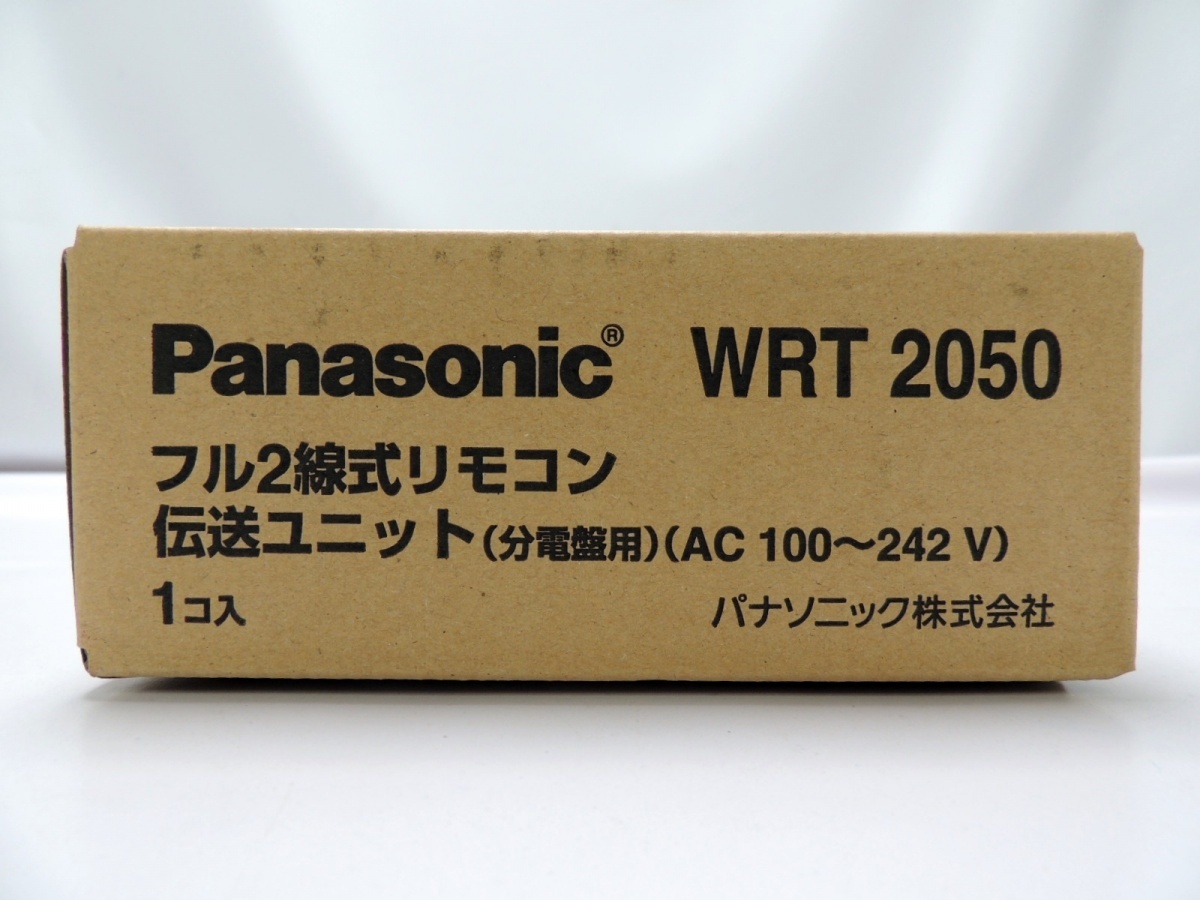 Panasonic® WRT 2050
フル2線式リモコン
伝送ユニット(分電盤用)(AC 100〜242 V)
1コ入 パナソニック株式会社